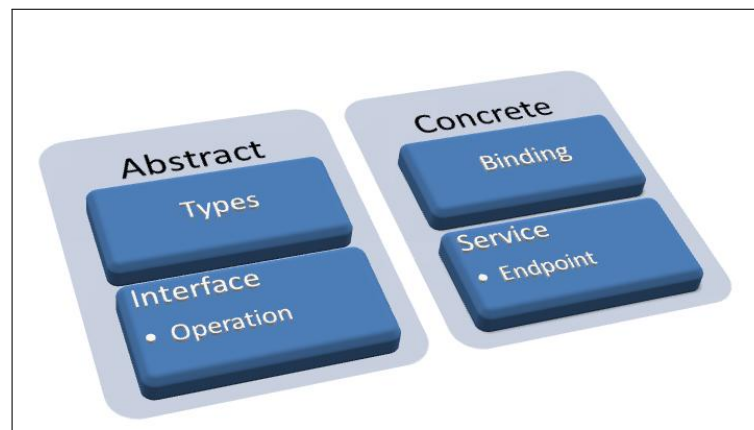 Abstract
Types
Interface
• Operation
Concrete
Binding
Service
• Endpoint